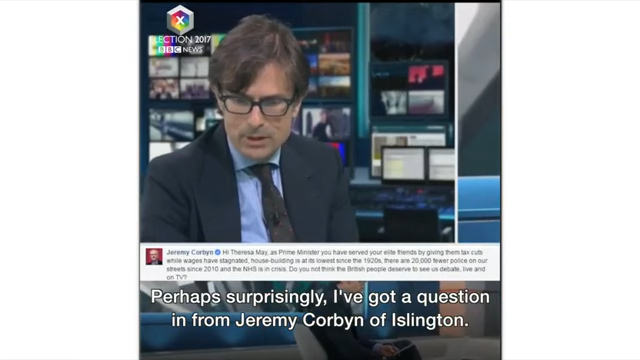 ELECTION 2017
BBC NEWS
Jeremy Corbyn Hi Theresa May, as Prime Minister you have served your elite friends by giving them tax cuts
while wages have stagnated, house-building is at its lowest since the 1920s, there are 20,000 fewer police on our
streets since 2010 and the NHS is in crisis. Do you not think the British people deserve to see us debate, live and
on TV?
Perhaps surprisingly, I've got a question
in from Jeremy Corbyn of Islington.